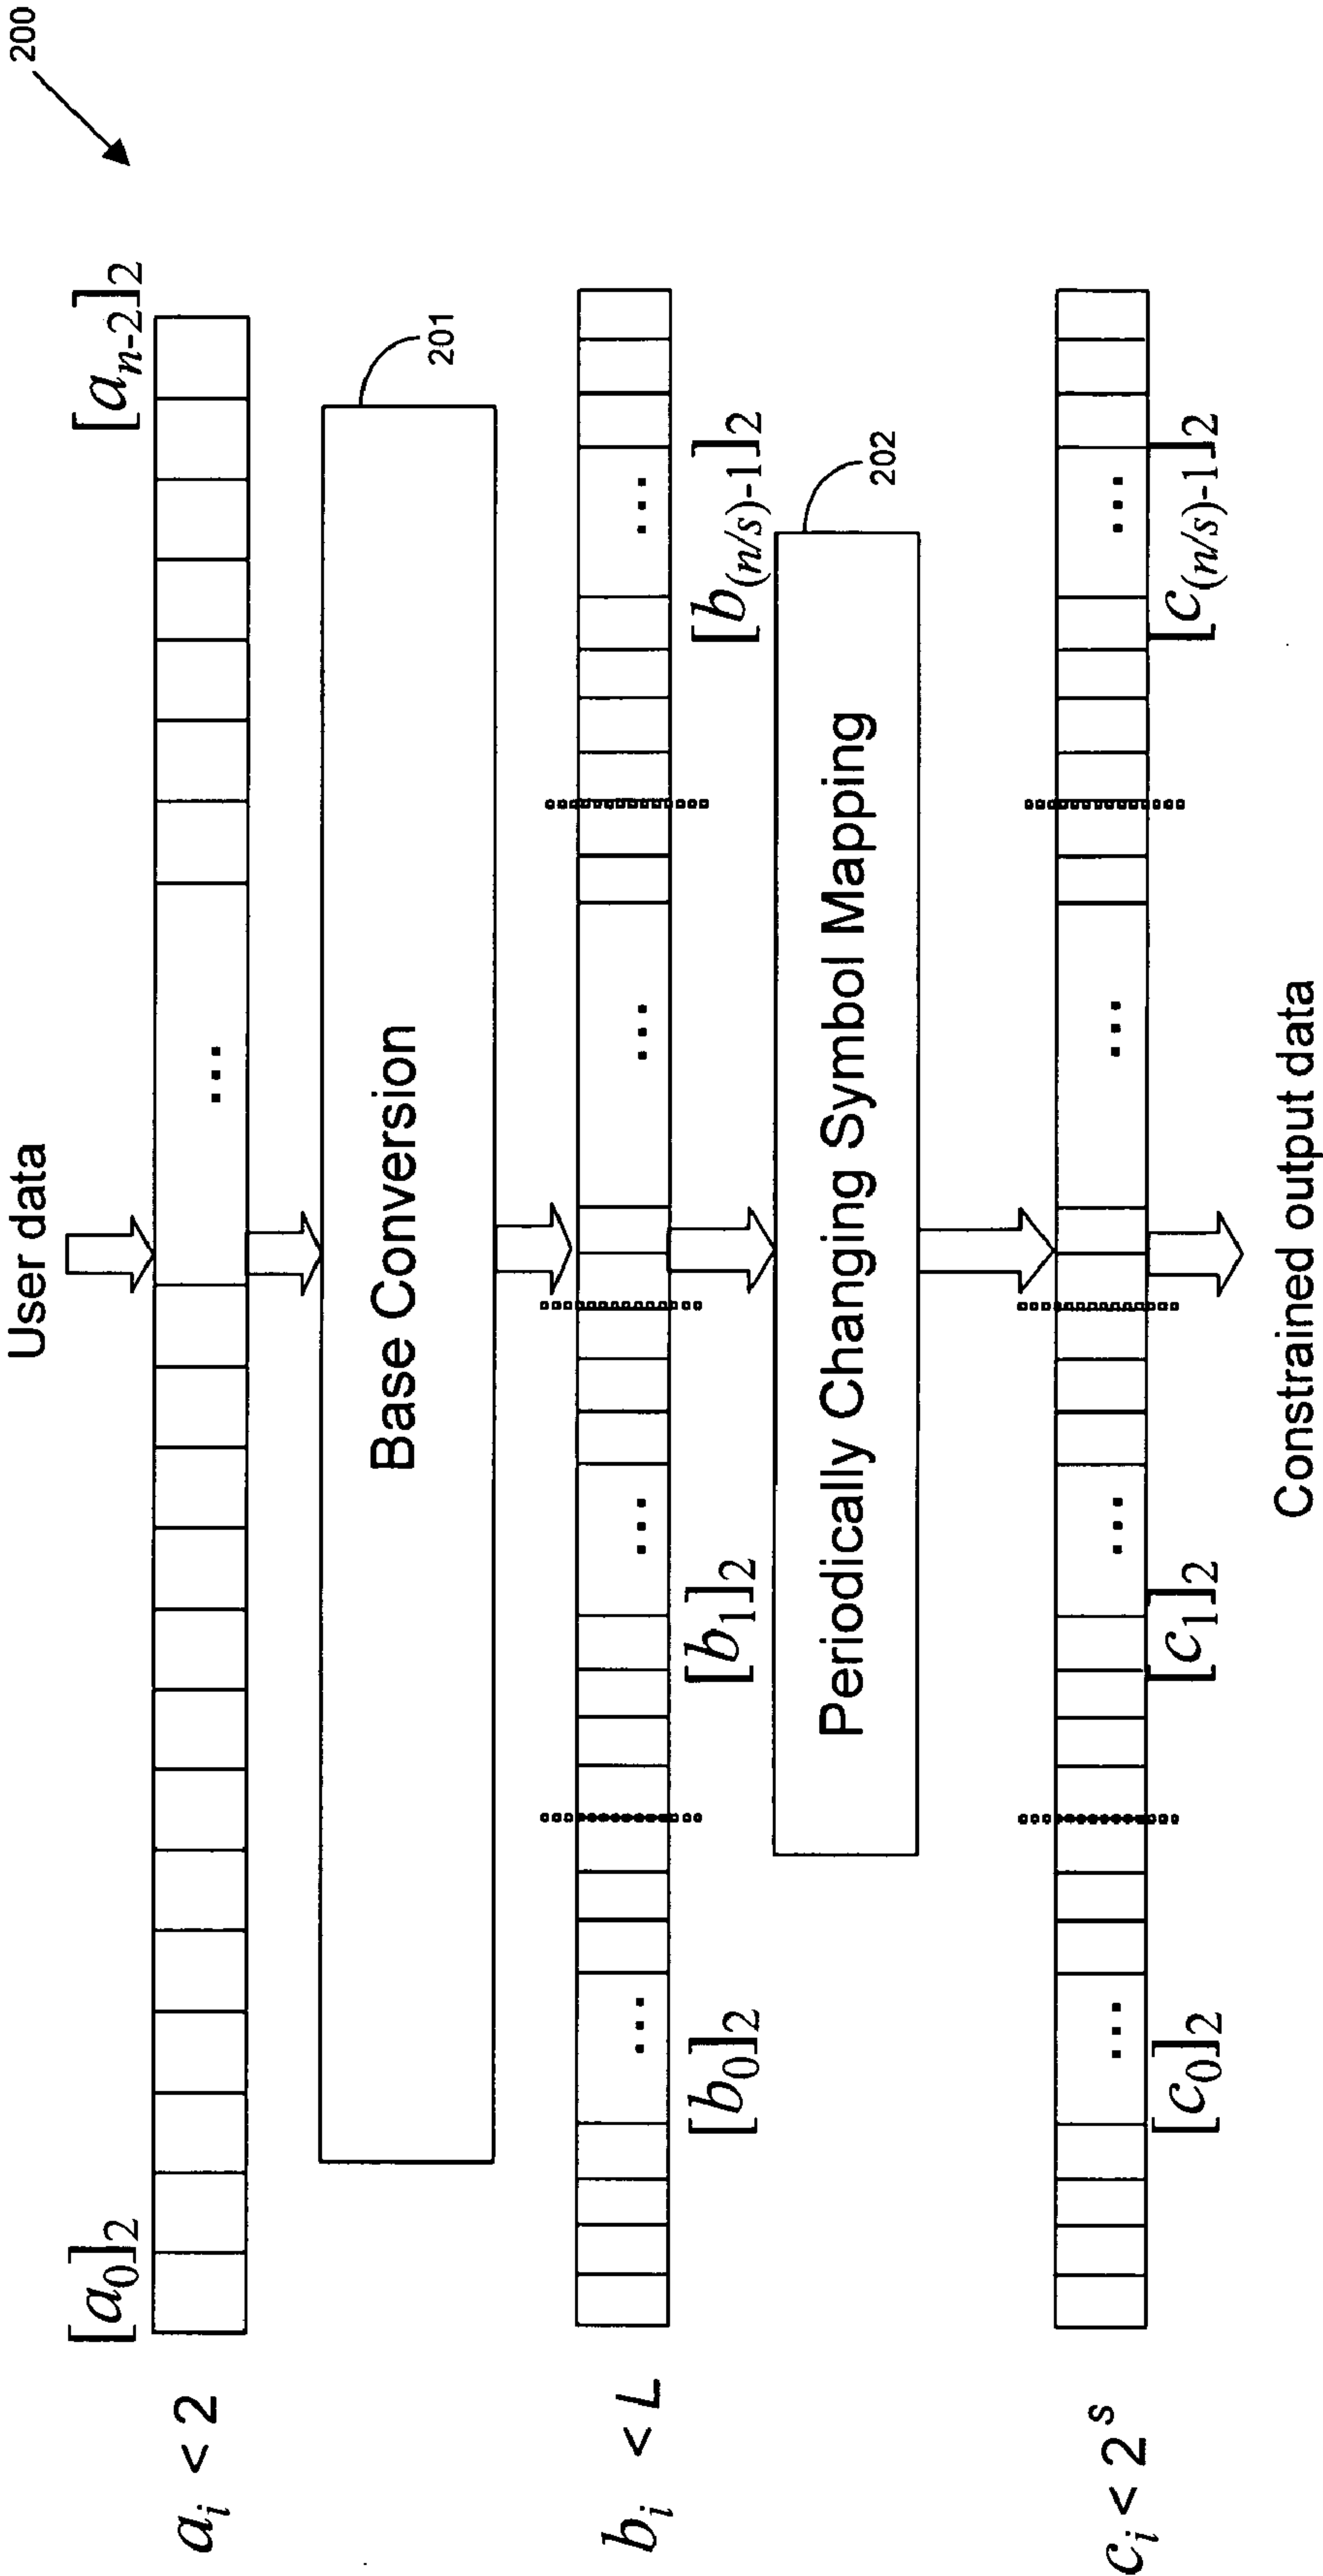 200
User data
[a_0]_2
[a_{n-2}]_2
a_i < 2
...
201
Base Conversion
b_i < L
... ... ... ...
[b_0]_2
[b_1]_2
[b_{(n/s)-1}]_2
202
Periodically Changing Symbol Mapping
c_i < 2^s
... ... ... ...
[c_0]_2
[c_1]_2
[c_{(n/s)-1}]_2
Constrained output data